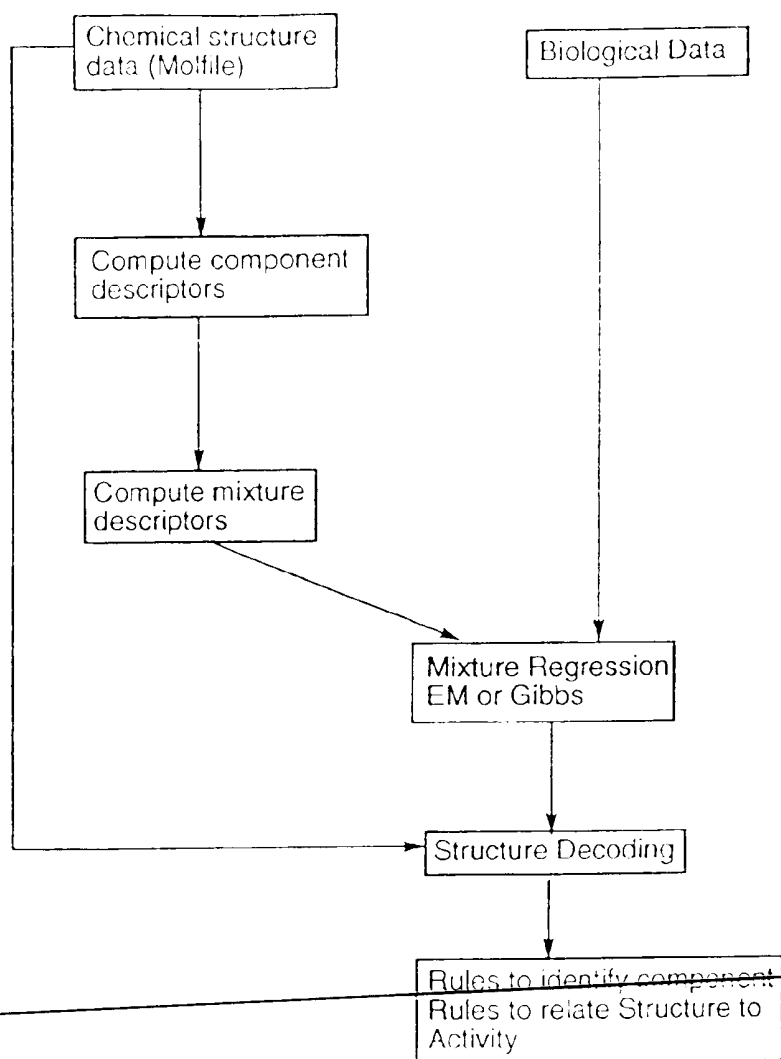 Chemical structure
data (Molfile)
Biological Data
Compute component
descriptors
Compute mixture
descriptors
Mixture Regression
EM or Gibbs
Structure Decoding
Rules to identify component
Rules to relate Structure to
Activity